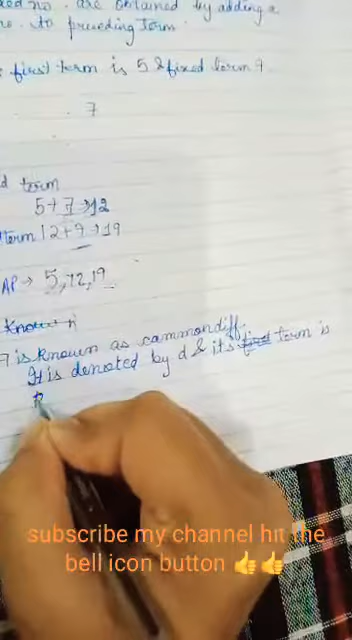 no. are obtained by adding a
to preceding term
first term is 5 & fixed term 7
7
term
5+7→12
term 12+7→19
AP→ 5,12,19
7 is known as common diff.
It is denoted by d & its first term is
subscribe my channel hit the
bell icon button 👍👍